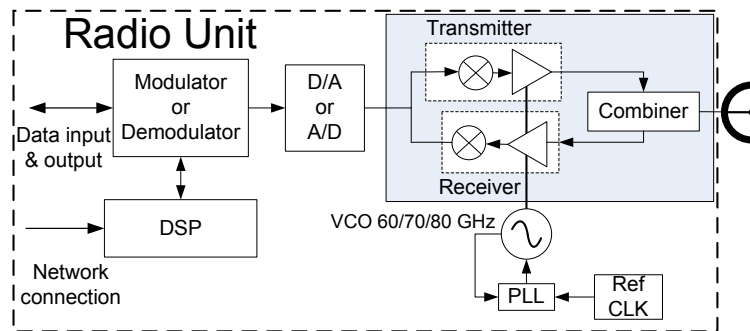 Radio Unit
Transmitter
Modulator
or
Demodulator
D/A
or
A/D
Combiner
Data input
& output
Receiver
DSP
VCO 60/70/80 GHz
Network
connection
PLL
Ref
CLK